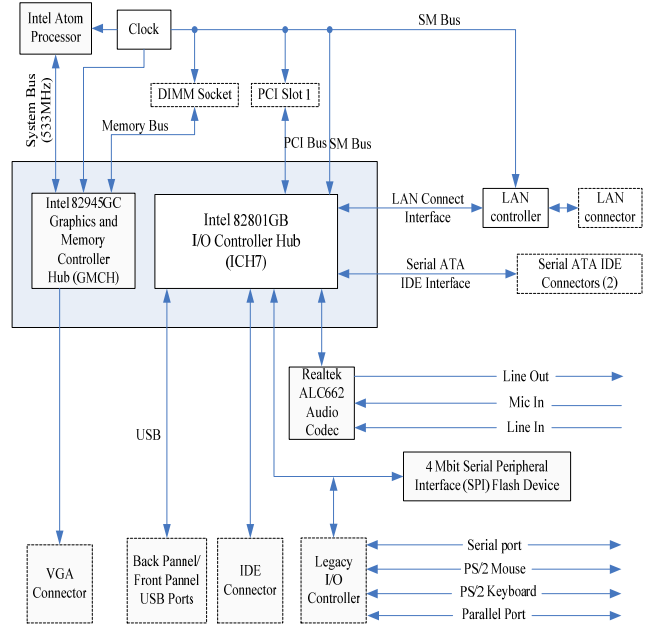 Intel Atom
Processor
Clock
SM Bus
System Bus
(533MHz)
DIMM Socket
PCI Slot 1
Memory Bus
PCI Bus
SM Bus
Intel 82945GC
Graphics and
Memory
Controller
Hub (GMCH)
Intel 82801GB
I/O Controller Hub
(ICH7)
LAN Connect
Interface
LAN
controller
LAN
connector
Serial ATA
IDE Interface
Serial ATA IDE
Connectors (2)
Realtek
ALC662
Audio
Codec
Line Out
Mic In
Line In
USB
4 Mbit Serial Peripheral
Interface (SPI) Flash Device
VGA
Connector
Back Pannel/
Front Pannel
USB Ports
IDE
Connector
Legacy
I/O
Controller
Serial port
PS/2 Mouse
PS/2 Keyboard
Parallel Port